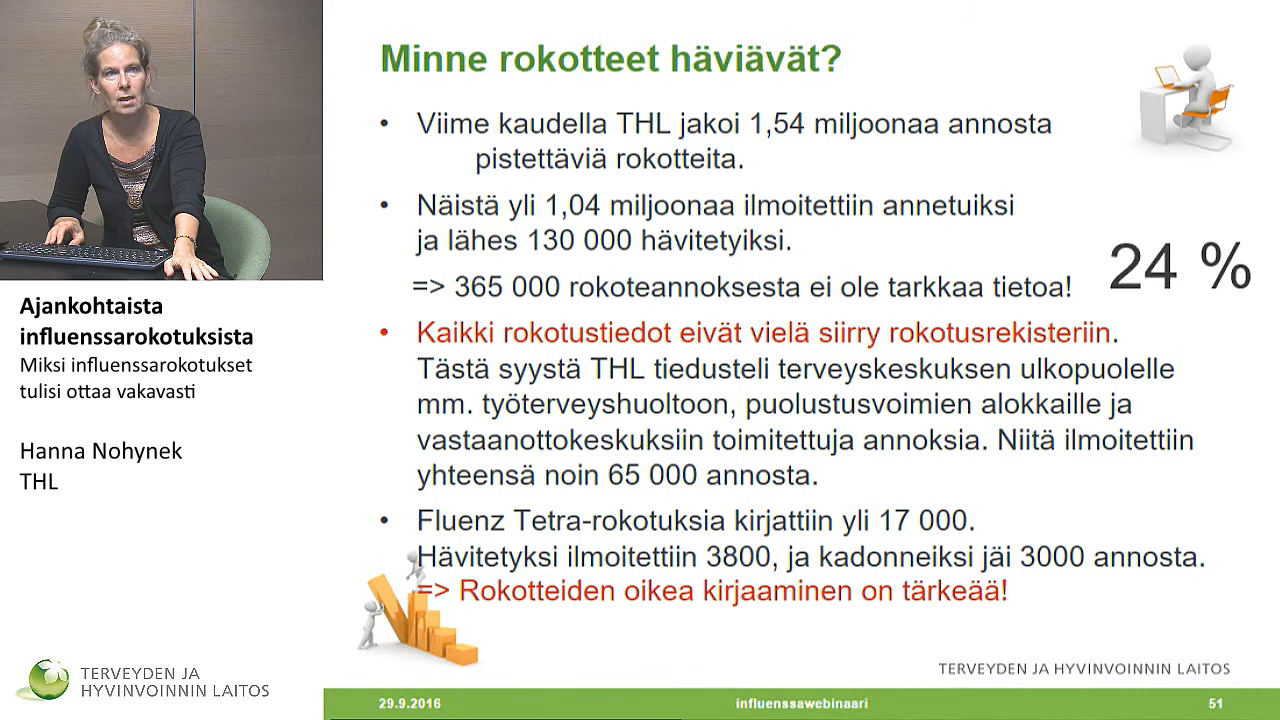 Minne rokotteet häviävät?
• Viime kaudella THL jakoi 1,54 miljoonaa annosta
pistettäviä rokotteita.
• Näistä yli 1,04 miljoonaa ilmoitettiin annetuiksi
ja lähes 130 000 hävitetyiksi.
=> 365 000 rokoteannoksesta ei ole tarkkaa tietoa!
24 %
• Kaikki rokotustiedot eivät vielä siirry rokotusrekisteriin.
Tästä syystä THL tiedusteli terveyskeskuksen ulkopuolelle
mm. työterveyshuoltoon, puolustusvoimien alokkaille ja
vastaanottokeskuksiin toimitettuja annoksia. Niitä ilmoitettiin
yhteensä noin 65 000 annosta.
• Fluenz Tetra-rokotuksia kirjattiin yli 17 000.
Hävitetyksi ilmoitettiin 3800, ja kadonneiksi jäi 3000 annosta.
=> Rokotteiden oikea kirjaaminen on tärkeää!
TERVEYDEN JA HYVINVOINNIN LAITOS
29.9.2016 influenssawebinaari 51
Ajankohtaista
influenssarokotuksista
Miksi influenssarokotukset
tulisi ottaa vakavasti
Hanna Nohynek
THL
TERVEYDEN JA
HYVINVOINNIN LAITOS